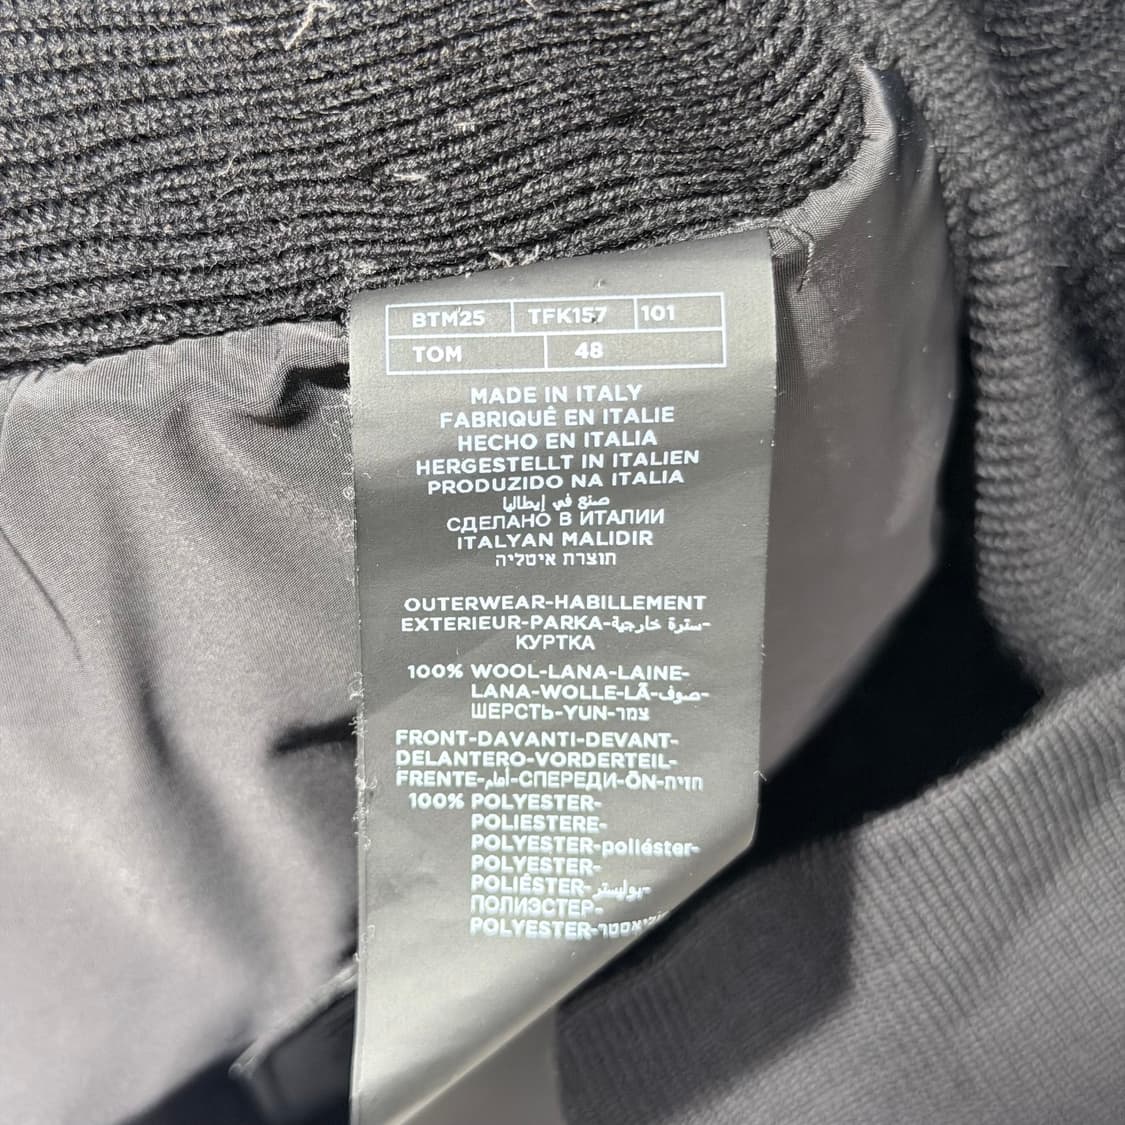 BTM25 TFK157 101
TOM 48
MADE IN ITALY
FABRIQUÊ EN ITALIE
HECHO EN ITALIA
HERGESTELLT IN ITALIEN
PRODUZIDO NA ITALIA
صنع في إيطاليا
СДЕЛАНО В ИТАЛИИ
ITALYAN MALIDIR
תוצרת איטליה
OUTERWEAR-HABILLEMENT
EXTERIEUR-PARKA-سترة خارجية-
КУРТКА
100% WOOL-LANA-LAINE-
LANA-WOLLE-LÃ-صوف-
ШЕРСТЬ-YUN-צמר
FRONT-DAVANTI-DEVANT-
DELANTERO-VORDERTEIL-
FRENTE-أمام-СПЕРЕДИ-ÖN-חזית
100% POLYESTER-
POLIESTERE-
POLYESTER-poliéster-
POLYESTER-
POLIÉSTER-بوليستر-
ПОЛИЭСТЕР-
POLYESTER-